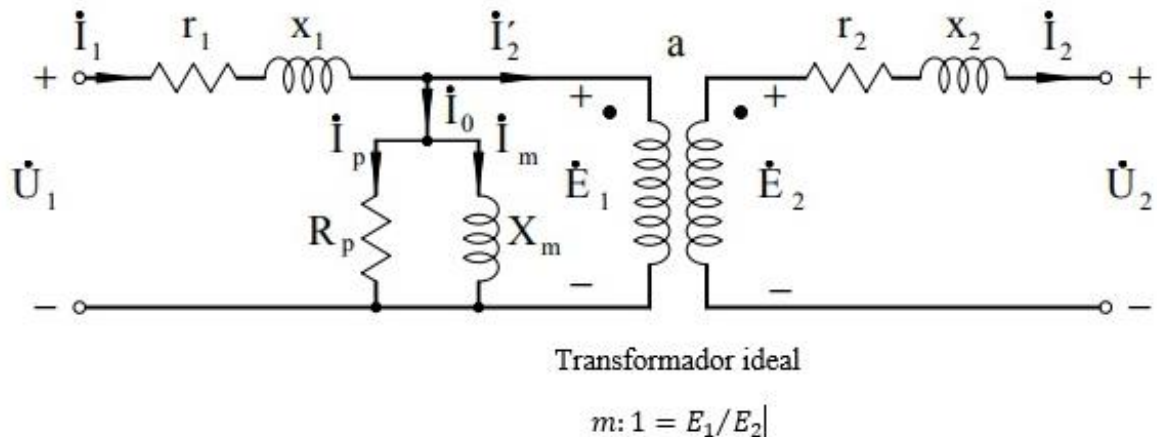 İ₁ r₁ x₁ İ′₂ a r₂ x₂ İ₂
+ + + +
İ₀
İₚ İₘ
U̇₁ Rₚ Xₘ Ė₁ Ė₂ U̇₂
− − − −
Transformador ideal
m: 1 = E₁/E₂|